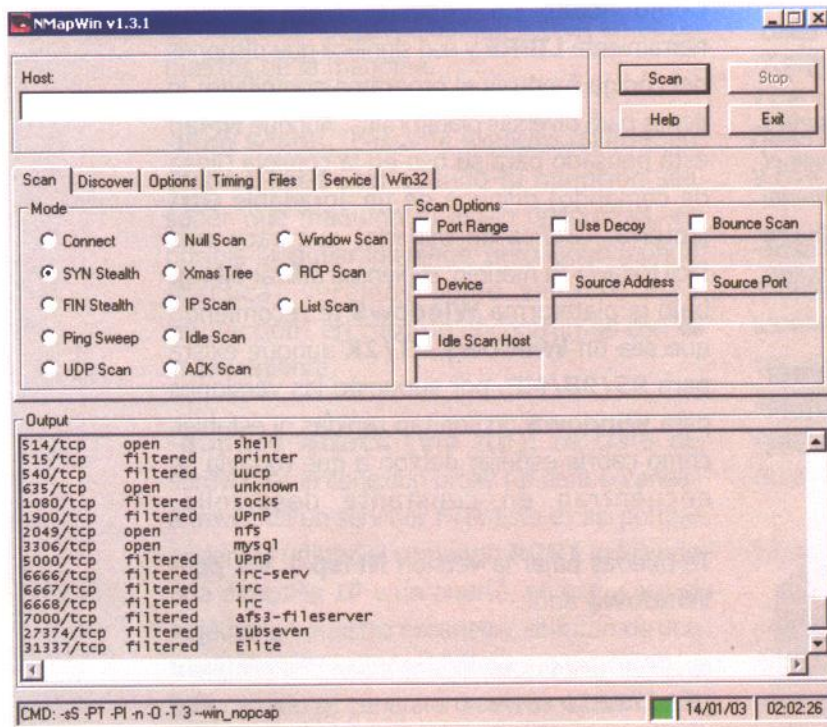 NMapWin v1.3.1
Host:
Scan
Stop
Help
Exit
Scan Discover Options Timing Files Service Win32
Mode
Connect Null Scan Window Scan
SYN Stealth Xmas Tree RCP Scan
FIN Stealth IP Scan List Scan
Ping Sweep Idle Scan
UDP Scan ACK Scan
Scan Options
Port Range Use Decoy Bounce Scan
Device Source Address Source Port
Idle Scan Host
Output
514/tcp open shell
515/tcp filtered printer
540/tcp filtered uucp
635/tcp open unknown
1080/tcp filtered socks
1900/tcp filtered UPnP
2049/tcp open nfs
3306/tcp open mysql
5000/tcp filtered UPnP
6666/tcp filtered irc-serv
6667/tcp filtered irc
6668/tcp filtered irc
7000/tcp filtered afs3-fileserver
27374/tcp filtered subseven
31337/tcp filtered Elite
CMD: -sS -PT -PI -n -O -T 3 --win_nopcap
14/01/03 02:02:26